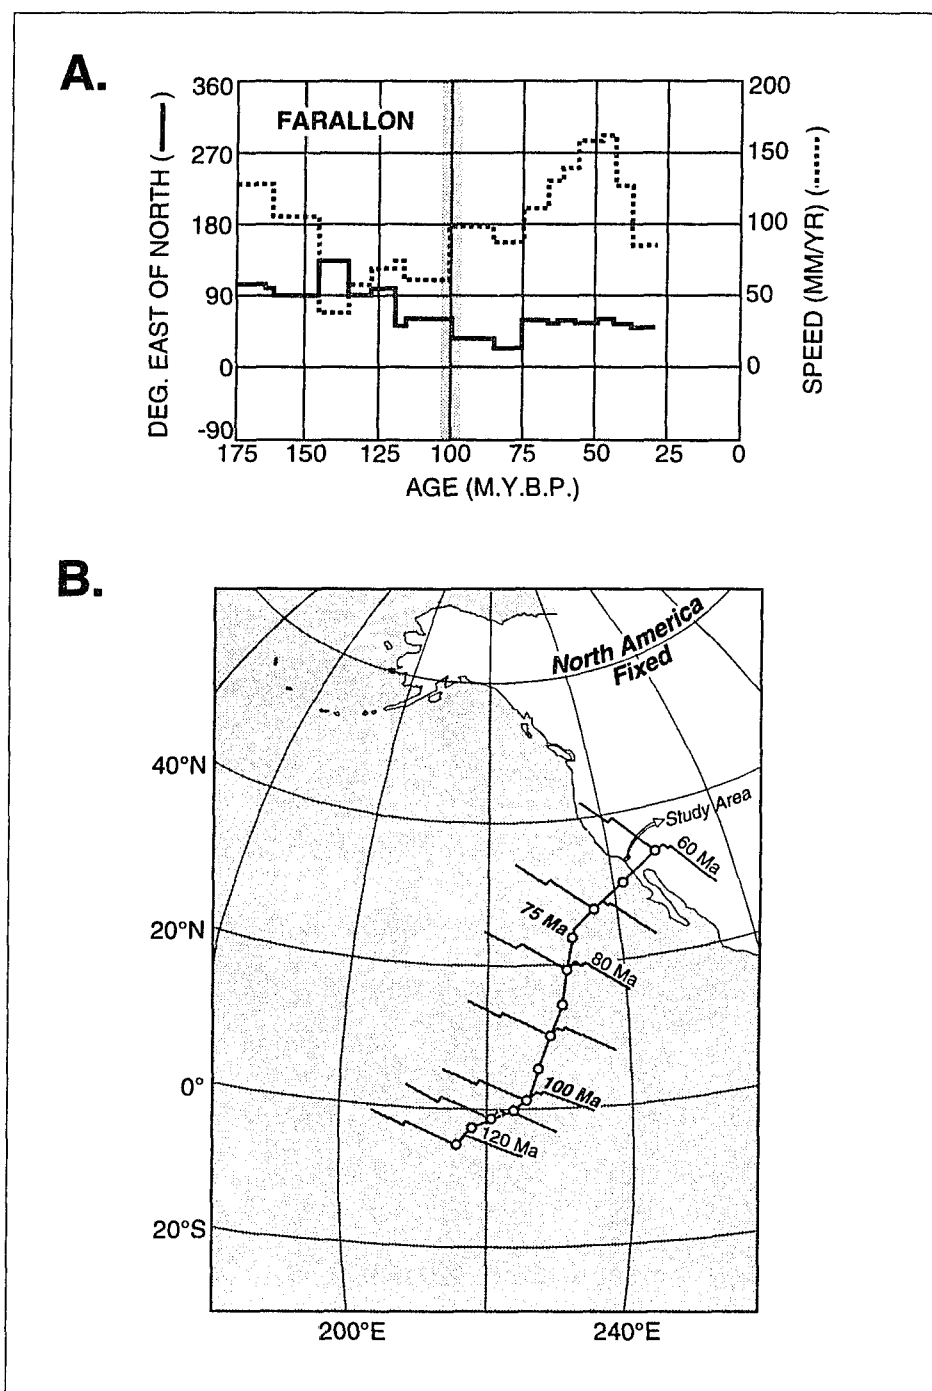 A.
FARALLON
DEG. EAST OF NORTH (——)
360
270
180
90
0
-90
200
150
100
50
0
SPEED (MM/YR) (......)
175 150 125 100 75 50 25 0
AGE (M.Y.B.P.)
B.
North America
Fixed
40°N
20°N
0°
20°S
Study Area
60 Ma
75 Ma
80 Ma
100 Ma
120 Ma
200°E 240°E